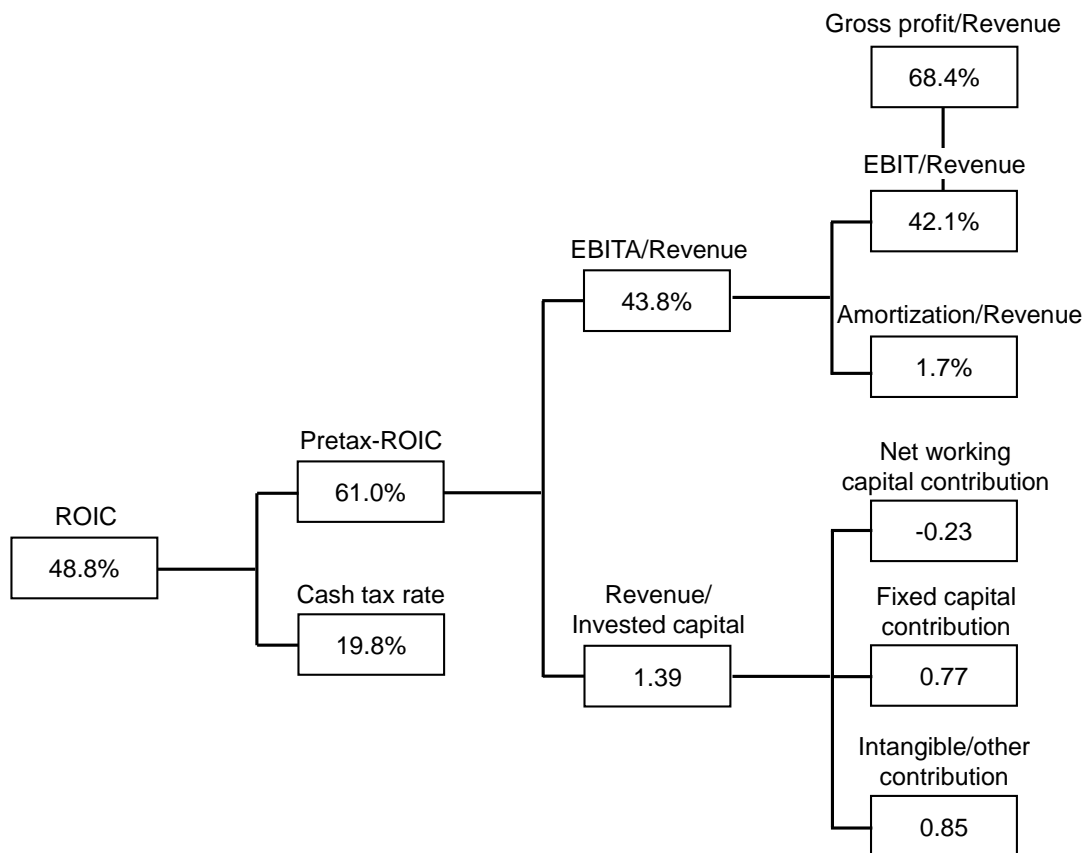 Gross profit/Revenue
68.4%
EBIT/Revenue
42.1%
EBITA/Revenue
43.8%
Amortization/Revenue
1.7%
Pretax-ROIC
61.0%
Net working
capital contribution
-0.23
ROIC
48.8%
Cash tax rate
19.8%
Revenue/
Invested capital
1.39
Fixed capital
contribution
0.77
Intangible/other
contribution
0.85